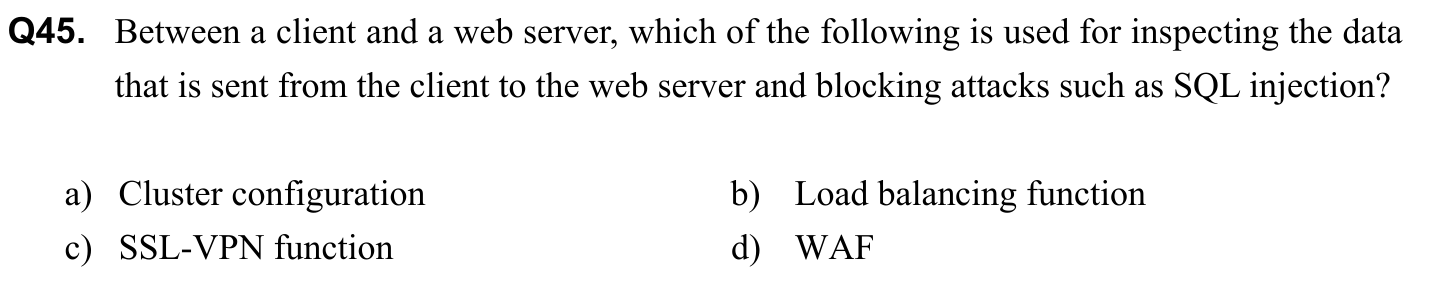 Q45. Between a client and a web server, which of the following is used for inspecting the data
that is sent from the client to the web server and blocking attacks such as SQL injection?
a) Cluster configuration b) Load balancing function
c) SSL-VPN function d) WAF